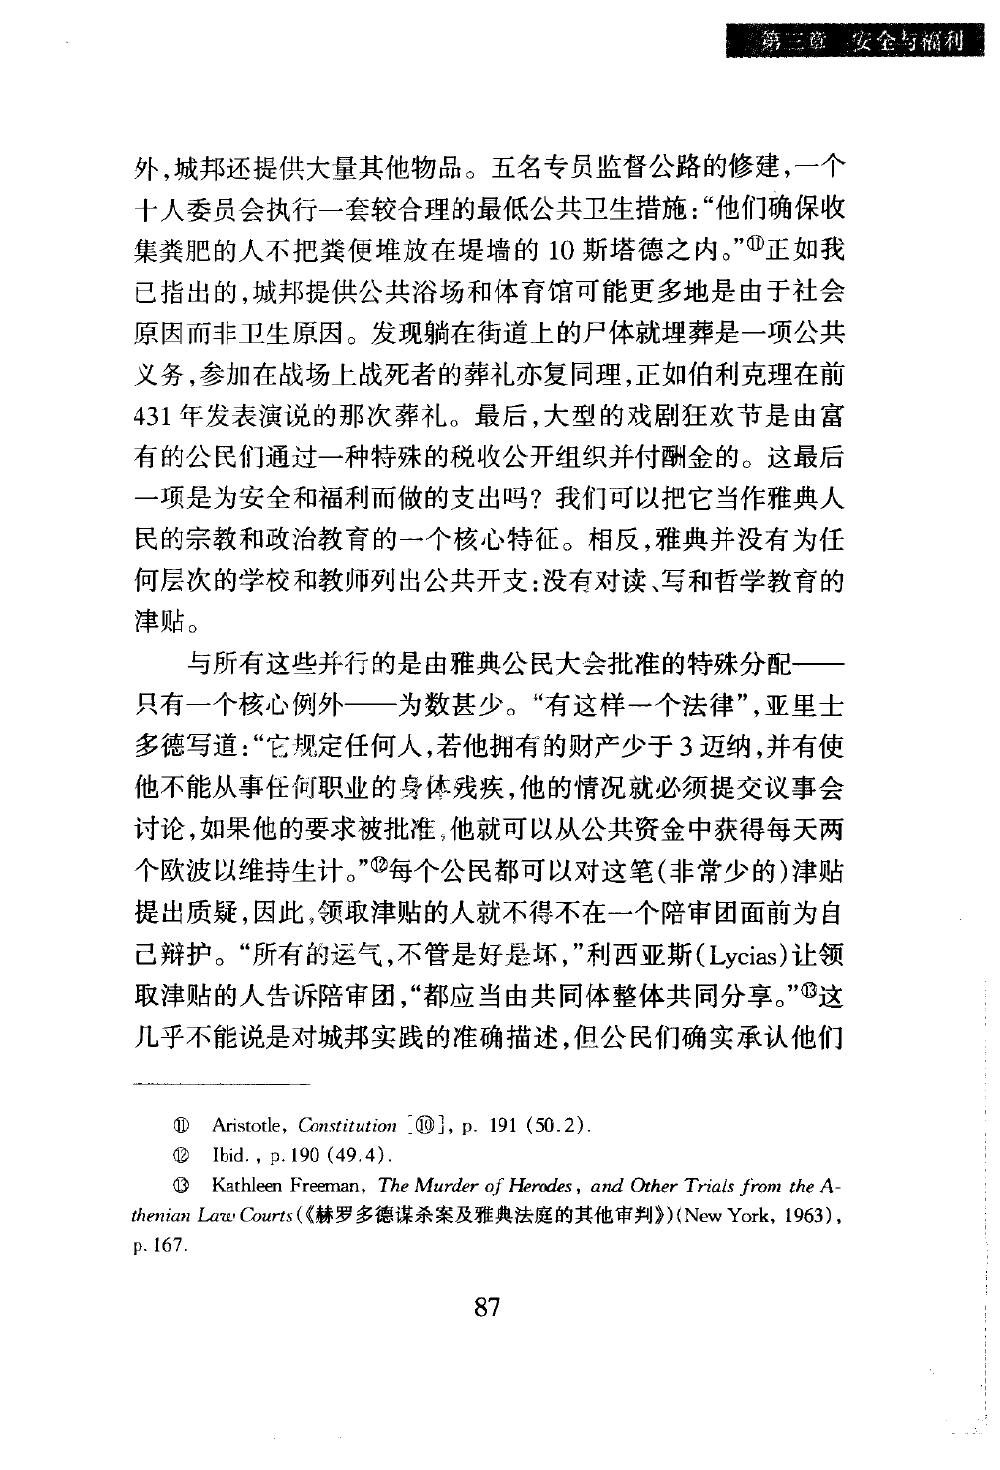 第三章 安全与福利
外,城邦还提供大量其他物品。五名专员监督公路的修建,一个
十人委员会执行一套较合理的最低公共卫生措施:“他们确保收
集粪肥的人不把粪便堆放在堤墙的 10 斯塔德之内。”⑪正如我
已指出的,城邦提供公共浴场和体育馆可能更多地是由于社会
原因而非卫生原因。发现躺在街道上的尸体就埋葬是一项公共
义务,参加在战场上战死者的葬礼亦复同理,正如伯利克理在前
431 年发表演说的那次葬礼。最后,大型的戏剧狂欢节是由富
有的公民们通过一种特殊的税收公开组织并付酬金的。这最后
一项是为安全和福利而做的支出吗? 我们可以把它当作雅典人
民的宗教和政治教育的一个核心特征。相反,雅典并没有为任
何层次的学校和教师列出公共开支:没有对读、写和哲学教育的
津贴。
与所有这些并行的是由雅典公民大会批准的特殊分配——
只有一个核心例外——为数甚少。“有这样一个法律”,亚里士
多德写道:“它规定任何人,若他拥有的财产少于 3 迈纳,并有使
他不能从事任何职业的身体残疾,他的情况就必须提交议事会
讨论,如果他的要求被批准,他就可以从公共资金中获得每天两
个欧波以维持生计。”⑫每个公民都可以对这笔(非常少的)津贴
提出质疑,因此,领取津贴的人就不得不在一个陪审团面前为自
己辩护。“所有的运气,不管是好是坏,”利西亚斯(Lycias)让领
取津贴的人告诉陪审团,“都应当由共同体整体共同分享。”⑬这
几乎不能说是对城邦实践的准确描述,但公民们确实承认他们
⑪ Aristotle, Constitution [⑩], p. 191 (50.2).
⑫ Ibid., p.190 (49.4).
⑬ Kathleen Freeman, The Murder of Herodes, and Other Trials from the A-
thenian Law Courts(《赫罗多德谋杀案及雅典法庭的其他审判》)(New York, 1963),
p. 167.
87